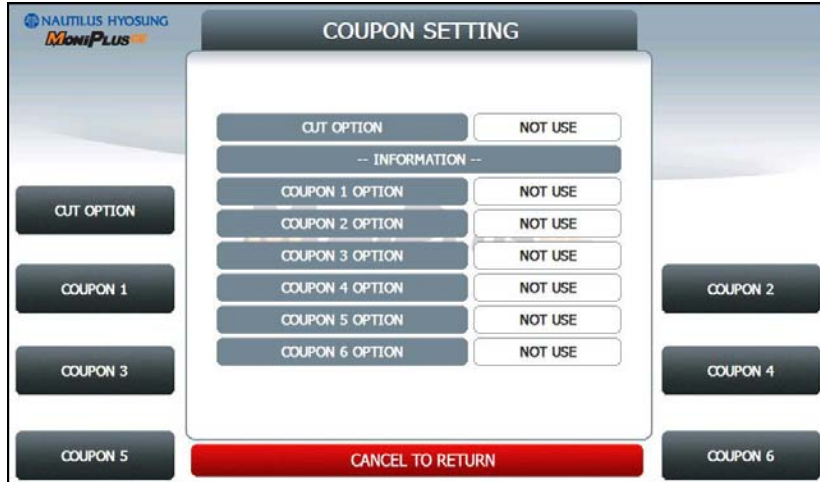 NAUTILUS HYOSUNG
MoniPlus
COUPON SETTING
CUT OPTION NOT USE
-- INFORMATION --
COUPON 1 OPTION NOT USE
COUPON 2 OPTION NOT USE
COUPON 3 OPTION NOT USE
COUPON 4 OPTION NOT USE
COUPON 5 OPTION NOT USE
COUPON 6 OPTION NOT USE
CUT OPTION
COUPON 1
COUPON 2
COUPON 3
COUPON 4
COUPON 5
COUPON 6
CANCEL TO RETURN